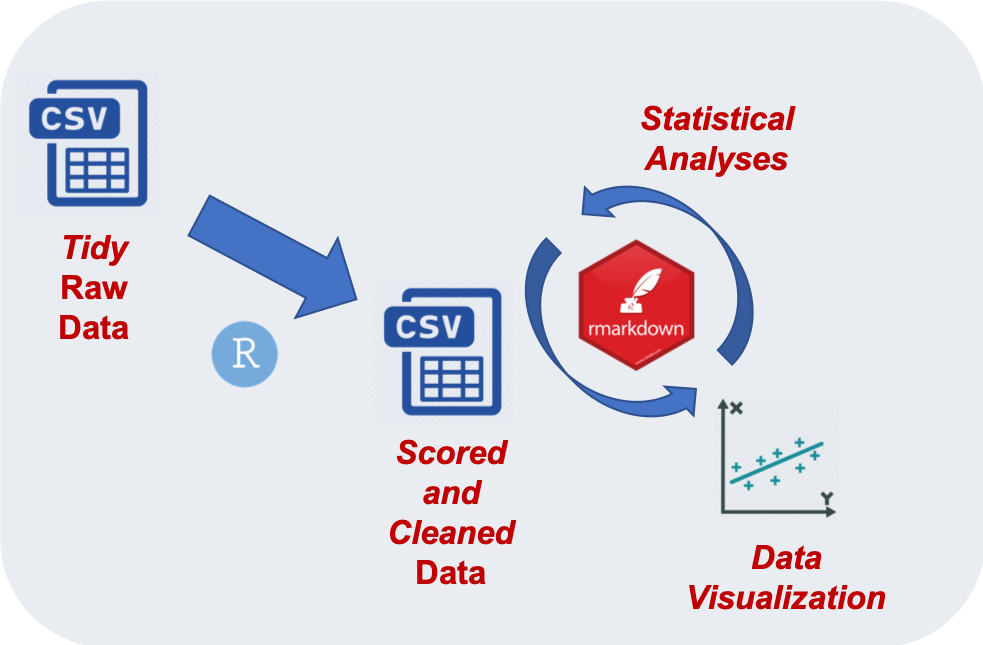 CSV
Tidy
Raw
Data
R
CSV
Scored
and
Cleaned
Data
Statistical
Analyses
rmarkdown
X
Y
Data
Visualization